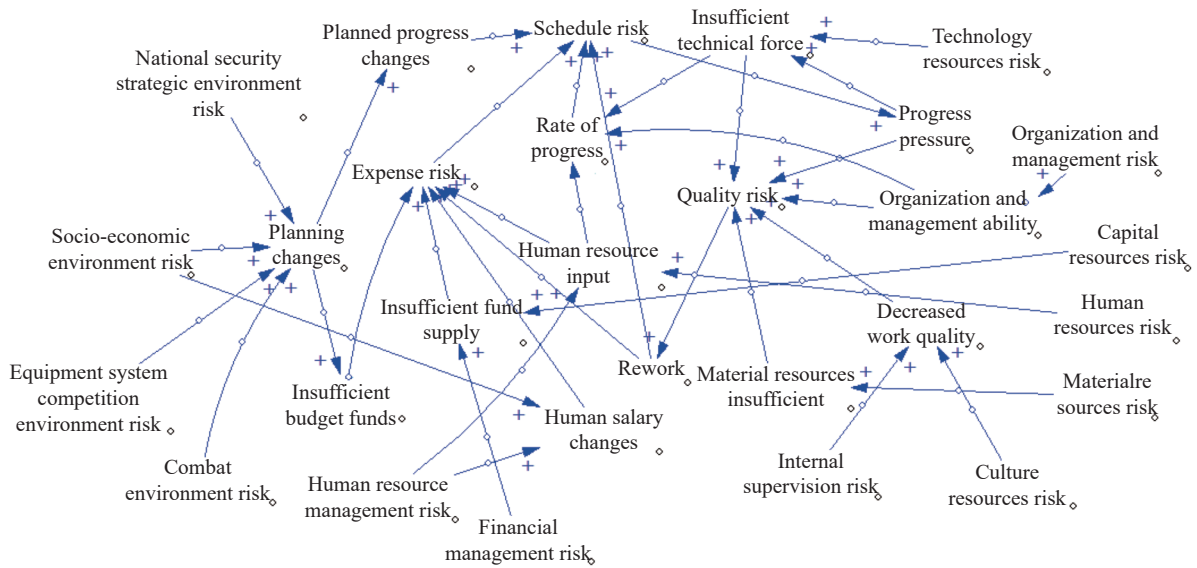 Planned progress
changes
Schedule risk
Insufficient
technical force
Technology
resources risk
National security
strategic environment
risk
Rate of
progress
Progress
pressure
Organization and
management risk
Expense risk
Quality risk
Organization and
management ability
Socio-economic
environment risk
Planning
changes
Human resource
input
Capital
resources risk
Insufficient fund
supply
Decreased
work quality
Human
resources risk
Equipment system
competition
environment risk
Insufficient
budget funds
Rework
Material resources
insufficient
Materialre
sources risk
Human salary
changes
Combat
environment risk
Human resource
management risk
Internal
supervision risk
Culture
resources risk
Financial
management risk